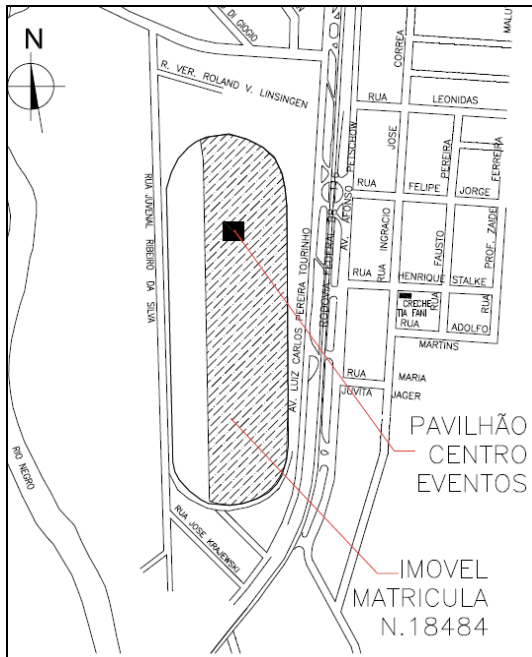 N
DI GIOGIO
R. VER. ROLAND V. LINSINGEN
RUA JUVENAL RIBEIRO DA SILVA
AV. LUIZ CARLOS PEREIRA TOURINHO
RODOVIA FEDERAL BR
AV. AFONSO PETSCHOW
CORREA
JOSE
INGRACIO
RUA
MALU
RUA LEONIDAS
PEREIRA
FAUSTO
RUA
FERREIRA
PROF. ZAIDE
RUA
RUA FELIPE JORGE
RUA HENRIQUE STALKE
CRECHE
TIA FANI
RUA ADOLFO
MARTINS
RUA MARIA
JUVITA JAGER
RIO NEGRO
RUA JOSE KRAJEWSKI
PAVILHÃO
CENTRO
EVENTOS
IMOVEL
MATRICULA
N.18484